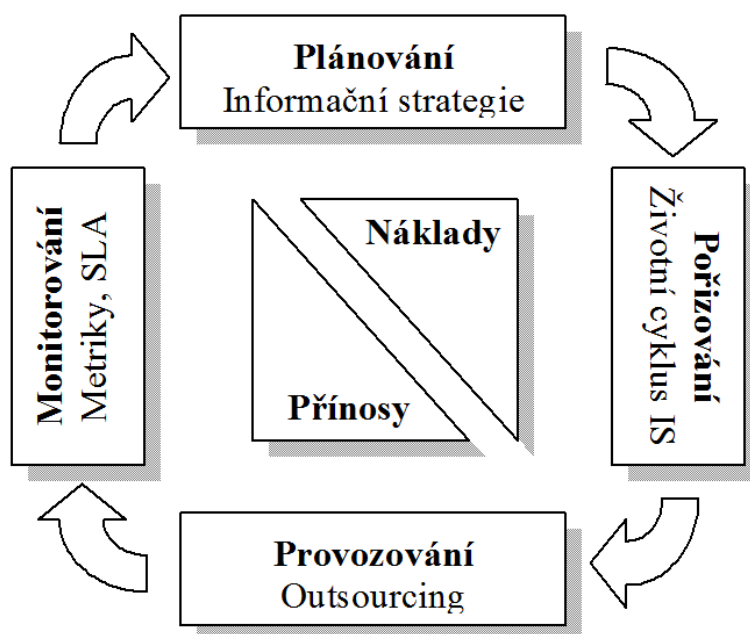 Plánování
Informační strategie
Pořizování
Životní cyklus IS
Náklady
Přínosy
Monitorování
Metriky, SLA
Provozování
Outsourcing